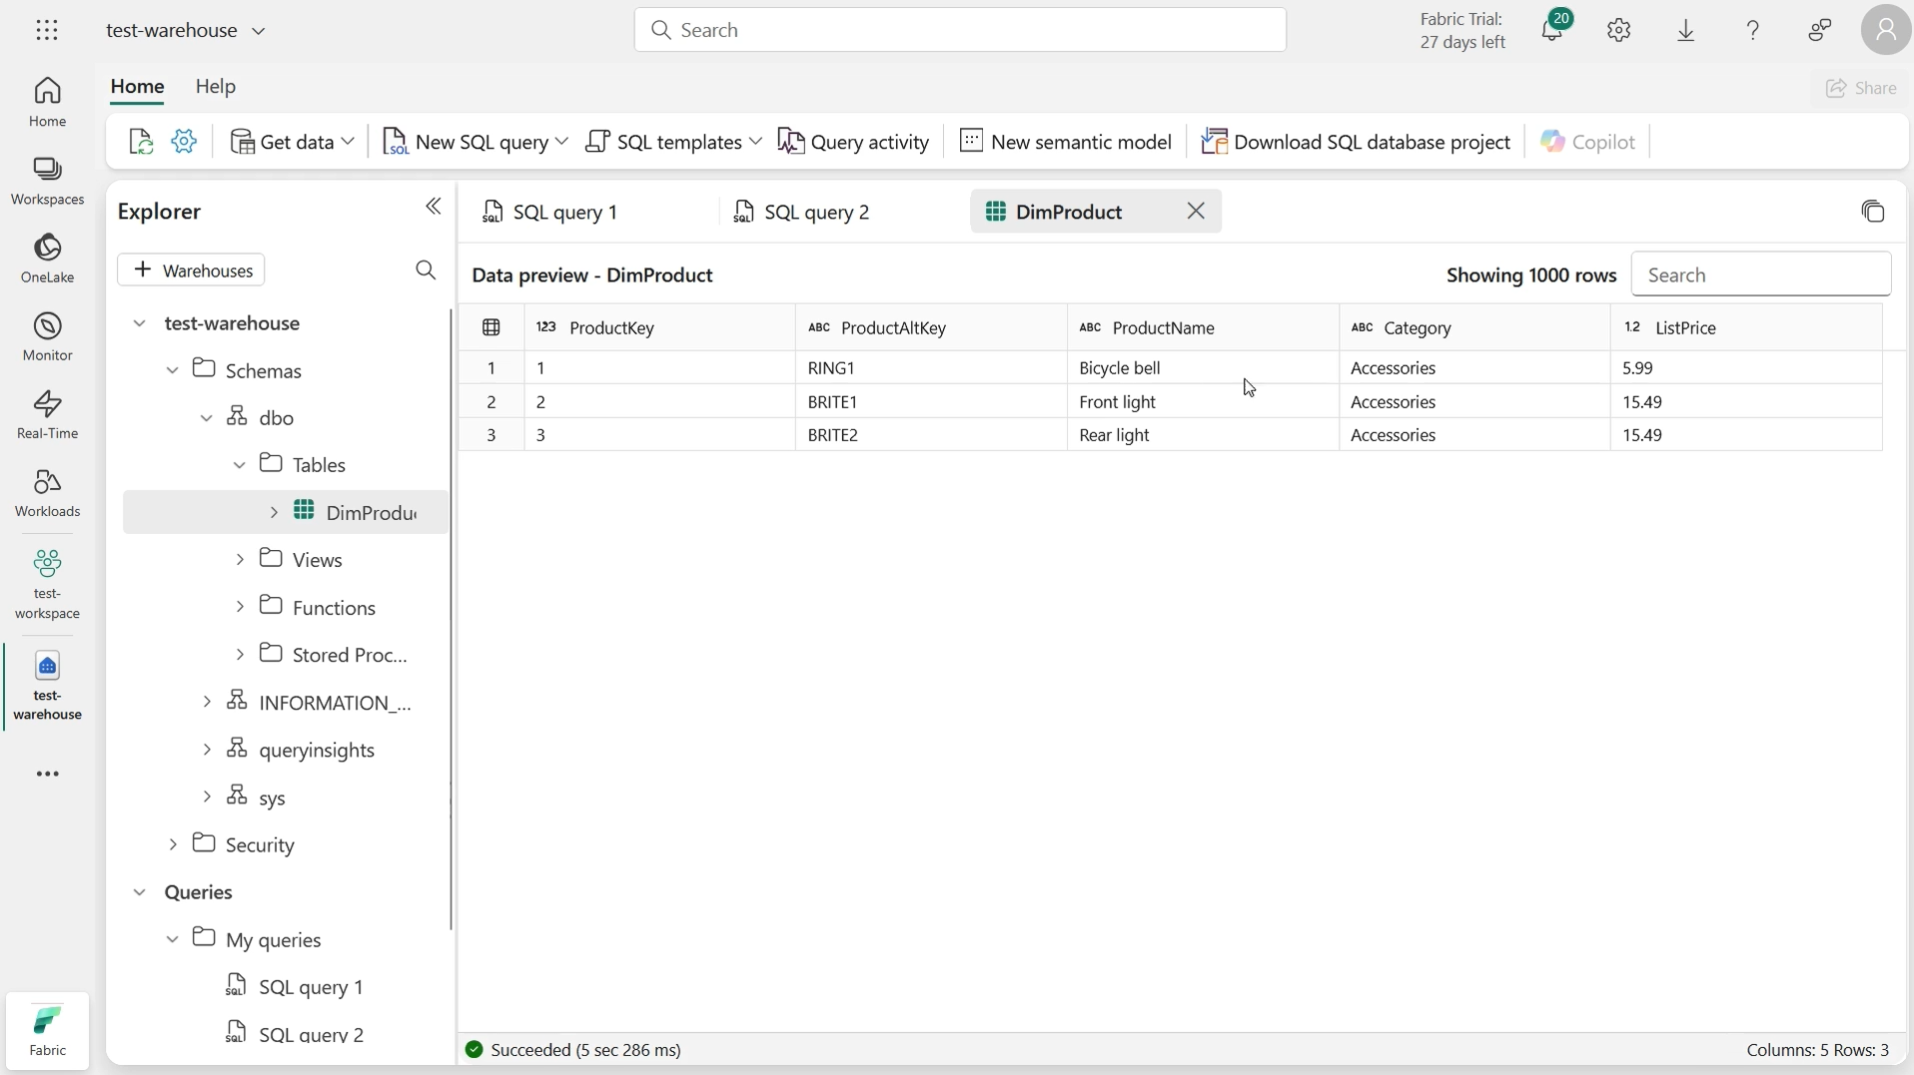 test-warehouse
Search
Fabric Trial:
27 days left
20
Home
Help
Share
Get data
New SQL query
SQL templates
Query activity
New semantic model
Download SQL database project
Copilot
Home
Workspaces
OneLake
Monitor
Real-Time
Workloads
test-
workspace
test-
warehouse
Fabric
Explorer
Warehouses
test-warehouse
Schemas
dbo
Tables
DimProduc
Views
Functions
Stored Proc...
INFORMATION_...
queryinsights
sys
Security
Queries
My queries
SQL query 1
SQL query 2
SQL query 1
SQL query 2
DimProduct
Data preview - DimProduct
Showing 1000 rows
Search
123 ProductKey ABC ProductAltKey ABC ProductName ABC Category 1.2 ListPrice
1 1 RING1 Bicycle bell Accessories 5.99
2 2 BRITE1 Front light Accessories 15.49
3 3 BRITE2 Rear light Accessories 15.49
Succeeded (5 sec 286 ms)
Columns: 5 Rows: 3